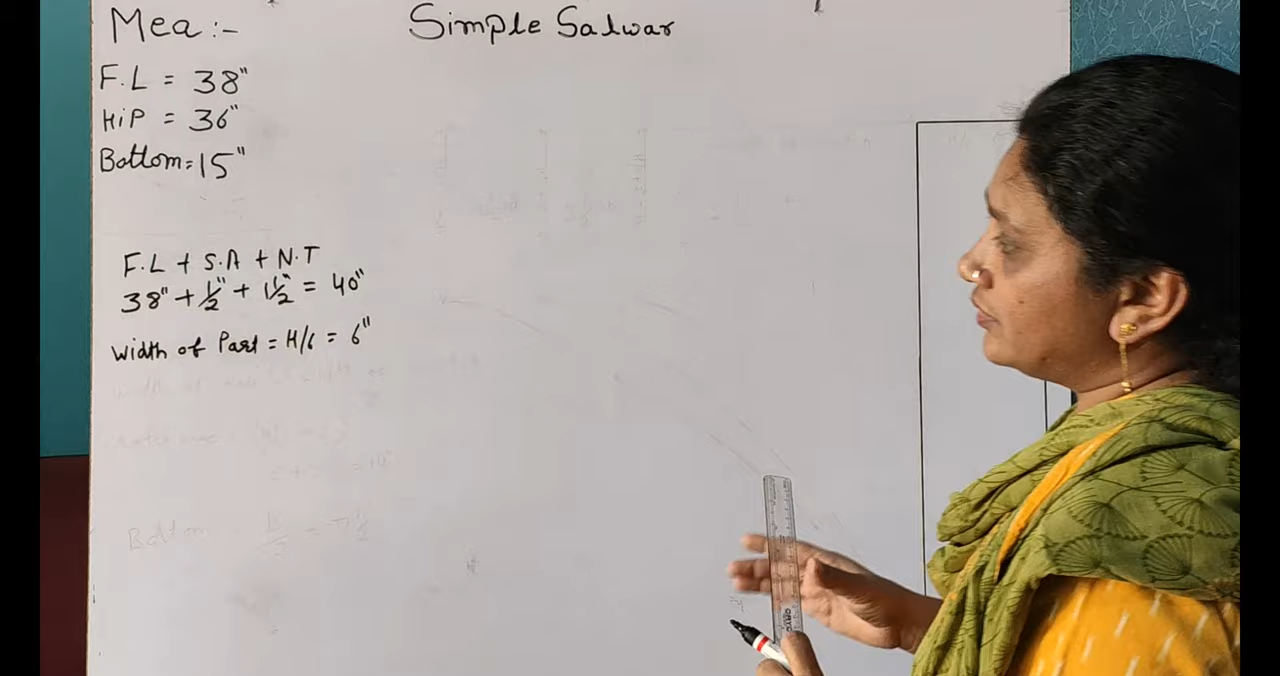 Mea :-
Simple Salwar
F.L = 38"
HiP = 36"
Bottom = 15"
F.L + S.A + N.T
38" + 1/2" + 1 1/2" = 40"
width of Part = H/6 = 6"
Bottom